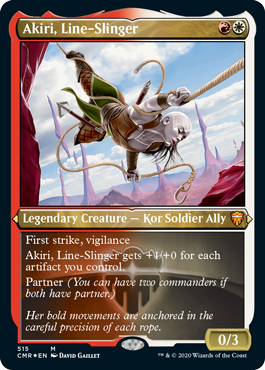 Akiri, Line-Slinger
Legendary Creature — Kor Soldier Ally
First strike, vigilance
Akiri, Line-Slinger gets +1/+0 for each
artifact you control.
Partner (You can have two commanders if
both have partner.)
Her bold movements are anchored in the
careful precision of each rope.
0/3
515 M
CMR EN DAVID GAILLET ™ & © 2020 Wizards of the Coast